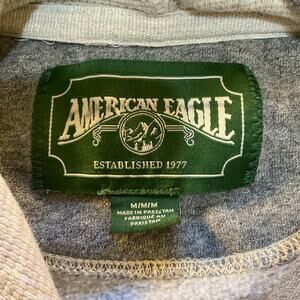 AMERICAN EAGLE
ESTABLISHED 1977
M/M/M
MADE IN PAKISTAN
FABRIQUÉ AU
PAKISTAN